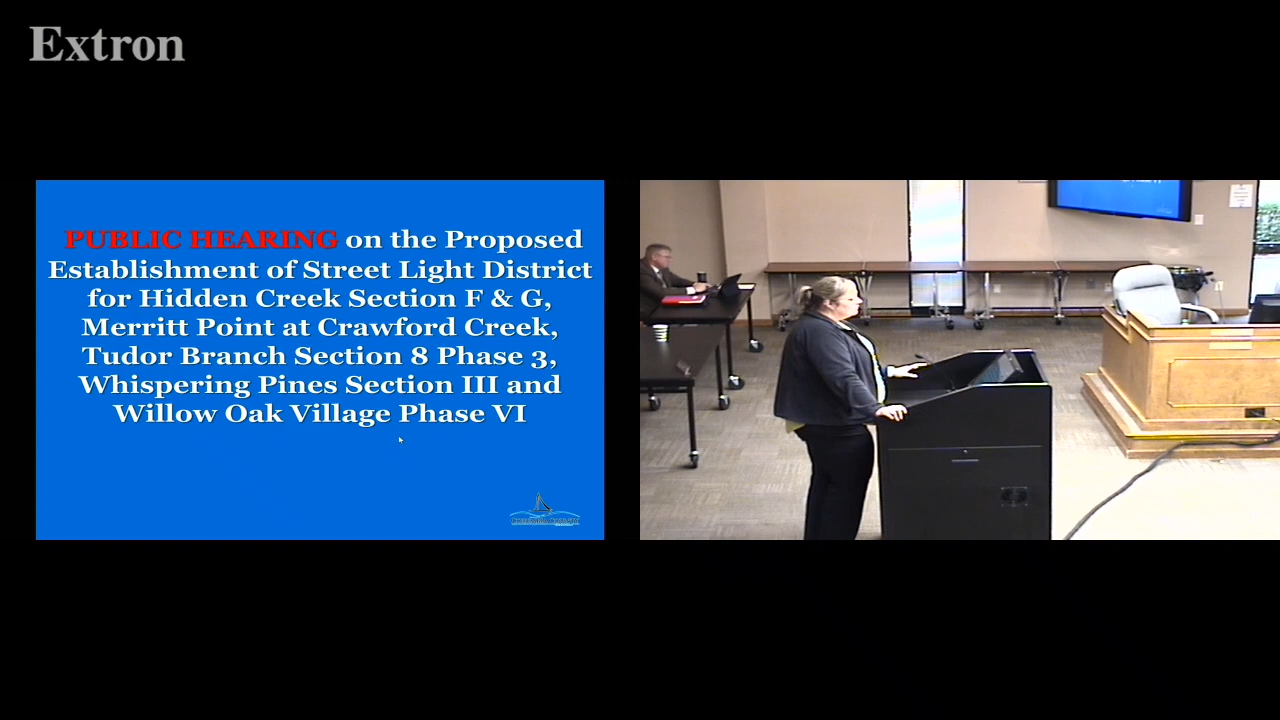 Extron
PUBLIC HEARING on the Proposed
Establishment of Street Light District
for Hidden Creek Section F & G,
Merritt Point at Crawford Creek,
Tudor Branch Section 8 Phase 3,
Whispering Pines Section III and
Willow Oak Village Phase VI